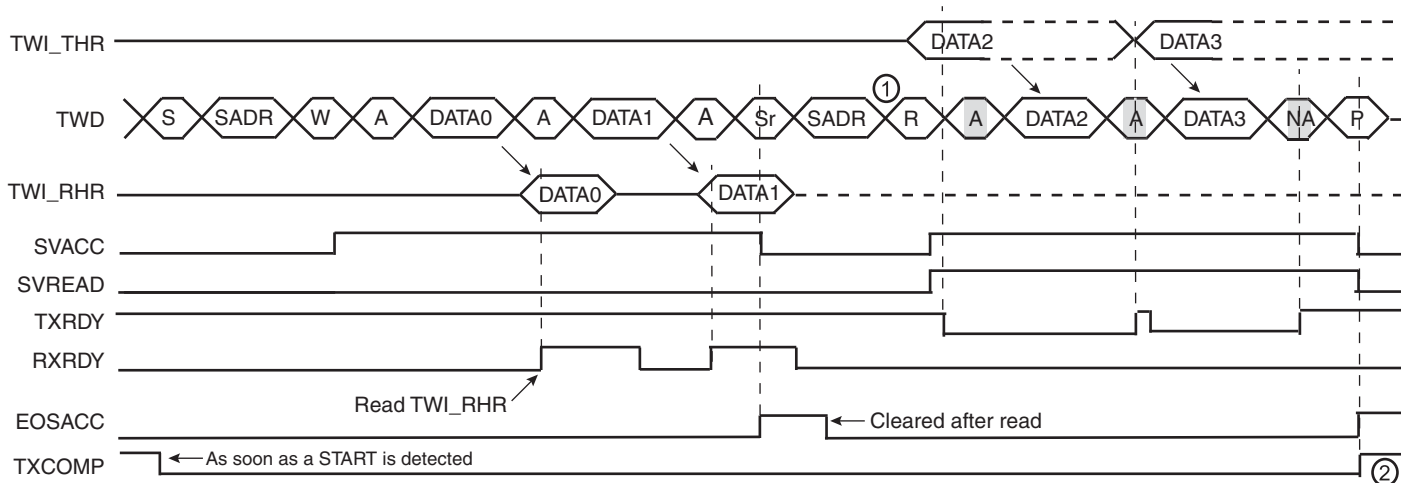 TWI_THR DATA2 DATA3
①
TWD S SADR W A DATA0 A DATA1 A Sr SADR R A DATA2 A DATA3 NA P
TWI_RHR DATA0 DATA1
SVACC
SVREAD
TXRDY
RXRDY
Read TWI_RHR
EOSACC Cleared after read
TXCOMP As soon as a START is detected
②